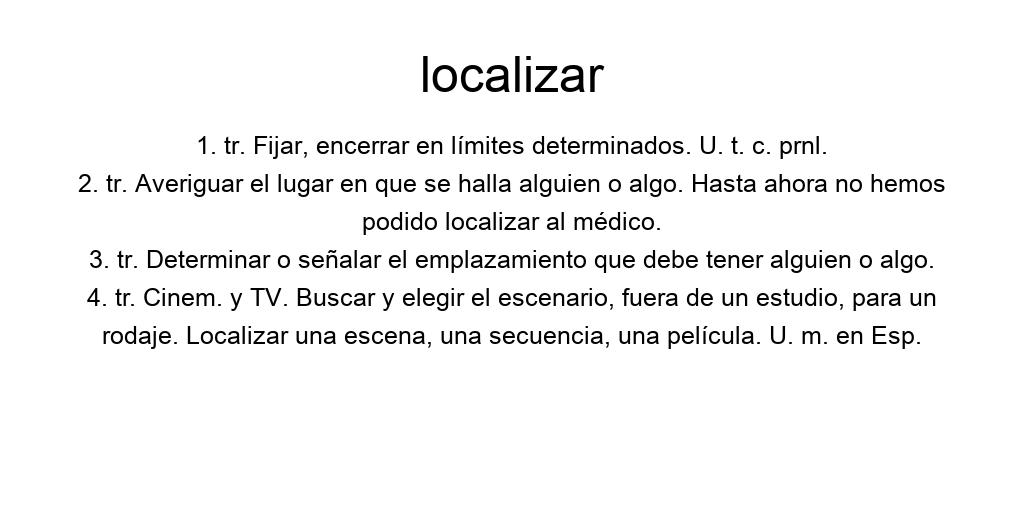 localizar
1. tr. Fijar, encerrar en límites determinados. U. t. c. prnl.
2. tr. Averiguar el lugar en que se halla alguien o algo. Hasta ahora no hemos
podido localizar al médico.
3. tr. Determinar o señalar el emplazamiento que debe tener alguien o algo.
4. tr. Cinem. y TV. Buscar y elegir el escenario, fuera de un estudio, para un
rodaje. Localizar una escena, una secuencia, una película. U. m. en Esp.